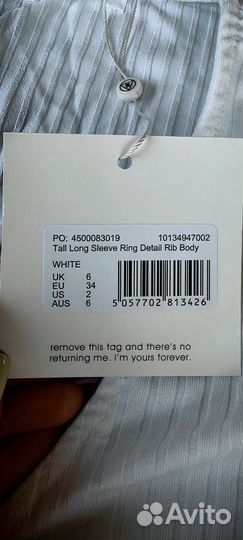 PO: 4500083019 10134947002
Tall Long Sleeve Ring Detail Rib Body
WHITE
UK 6
EU 34
US 2
AUS 6
5 057702 813426
remove this tag and there's no
returning me. i'm yours forever.
Avito